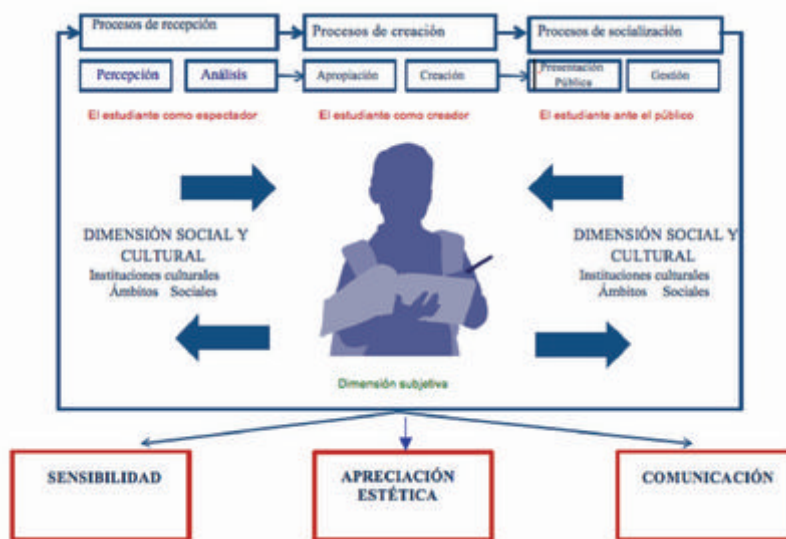 Procesos de recepción
Procesos de creación
Procesos de socialización
Percepción
Análisis
Apropiación
Creación
Presentación
Pública
Gestión
El estudiante como espectador
El estudiante como creador
El estudiante ante el público
DIMENSIÓN SOCIAL Y
CULTURAL
Instituciones culturales
Ámbitos Sociales
DIMENSIÓN SOCIAL Y
CULTURAL
Instituciones culturales
Ámbitos Sociales
Dimensión subjetiva
SENSIBILIDAD
APRECIACIÓN
ESTÉTICA
COMUNICACIÓN